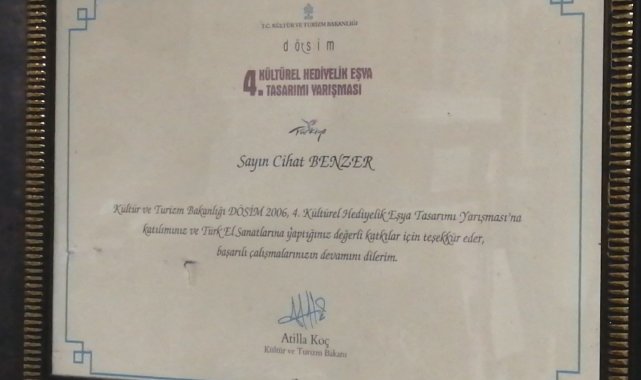 T.C. KÜLTÜR VE TURİZM BAKANLIĞI
dösim
4. KÜLTÜREL HEDİYELİK EŞYA
TASARIMI YARIŞMASI
Türkiye
Sayın Cihat BENZER
Kültür ve Turizm Bakanlığı DÖSİM 2006, 4. Kültürel Hediyelik Eşya Tasarımı Yarışması'na
katılımınız ve Türk El Sanatlarına yaptığınız değerli katkılar için teşekkür eder,
başarılı çalışmalarınızın devamını dilerim.
Atilla Koç
Kültür ve Turizm Bakanı